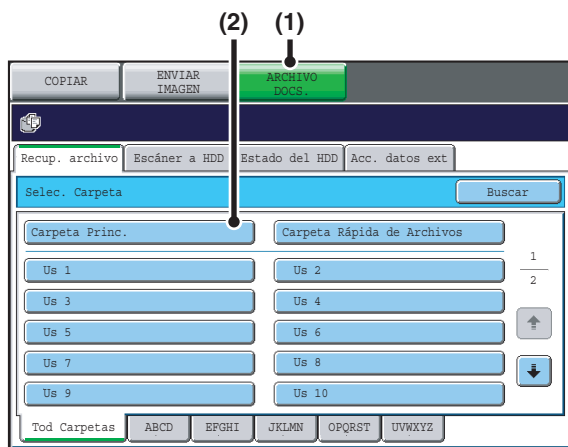 (2) (1)
COPIAR
ENVIAR
IMAGEN
ARCHIVO
DOCS.
Recup. archivo Escáner a HDD Estado del HDD Acc. datos ext
Selec. Carpeta Buscar
Carpeta Princ. Carpeta Rápida de Archivos
Us 1 Us 2
1
2
Us 3 Us 4
Us 5 Us 6
Us 7 Us 8
Us 9 Us 10
Tod Carpetas ABCD EFGHI JKLMN OPQRST UVWXYZ